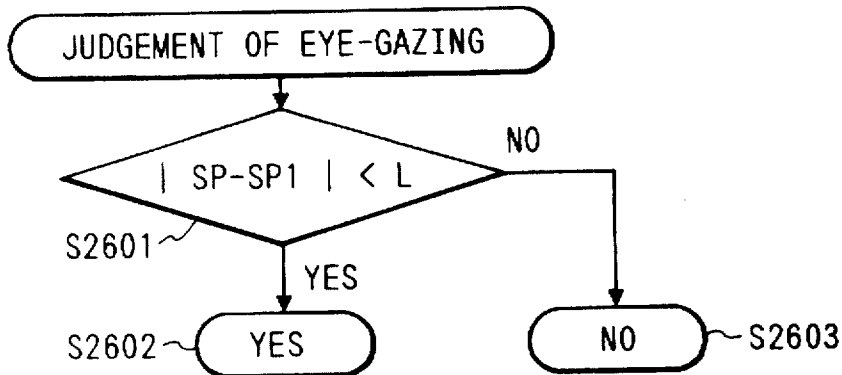 JUDGEMENT OF EYE-GAZING
| SP-SP1 | < L
NO
S2601
YES
S2602
YES
NO
S2603